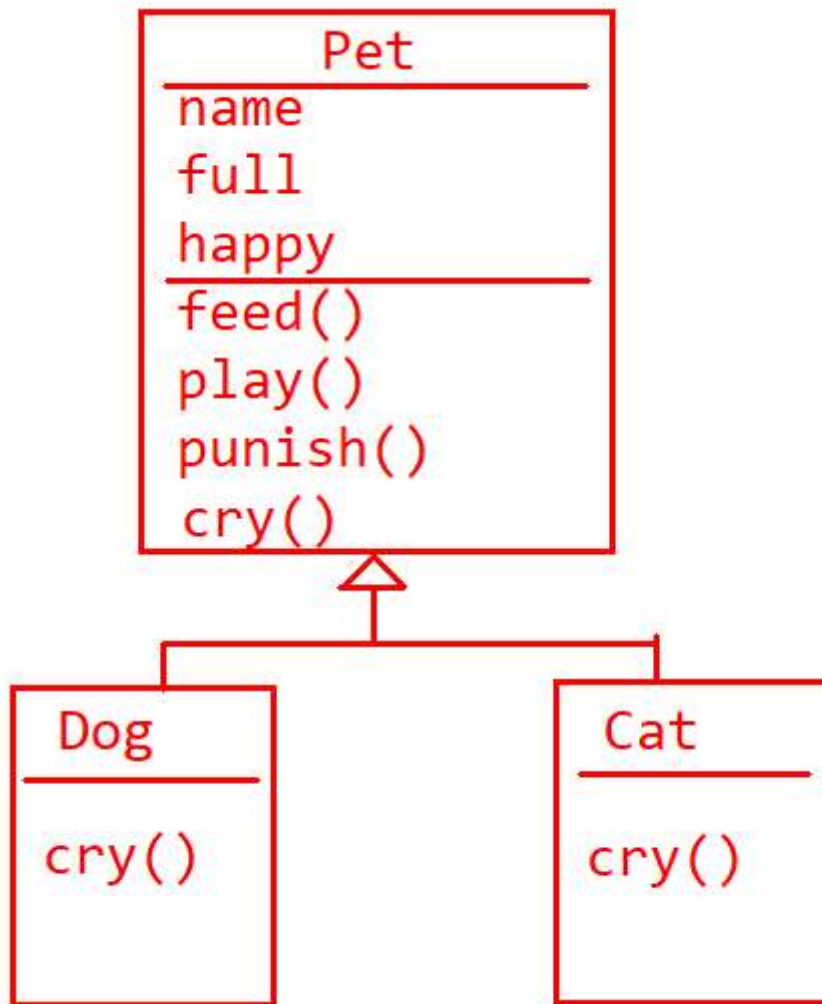 Pet
name
full
happy
feed()
play()
punish()
cry()
Dog
cry()
Cat
cry()